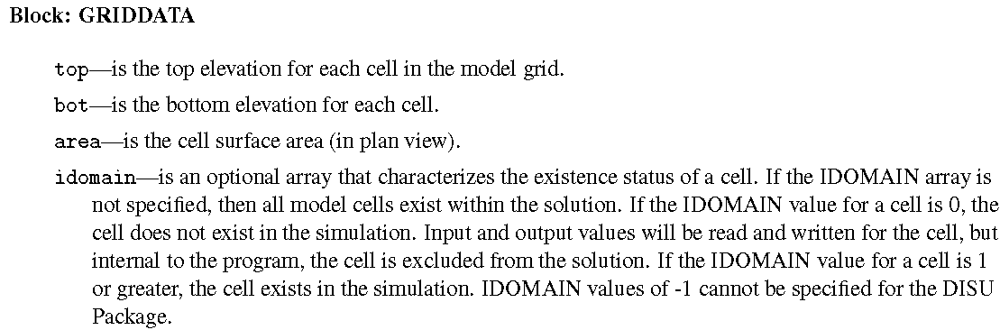 Block: GRIDDATA
top—is the top elevation for each cell in the model grid.
bot—is the bottom elevation for each cell.
area—is the cell surface area (in plan view).
idomain—is an optional array that characterizes the existence status of a cell. If the IDOMAIN array is
not specified, then all model cells exist within the solution. If the IDOMAIN value for a cell is 0, the
cell does not exist in the simulation. Input and output values will be read and written for the cell, but
internal to the program, the cell is excluded from the solution. If the IDOMAIN value for a cell is 1
or greater, the cell exists in the simulation. IDOMAIN values of -1 cannot be specified for the DISU
Package.